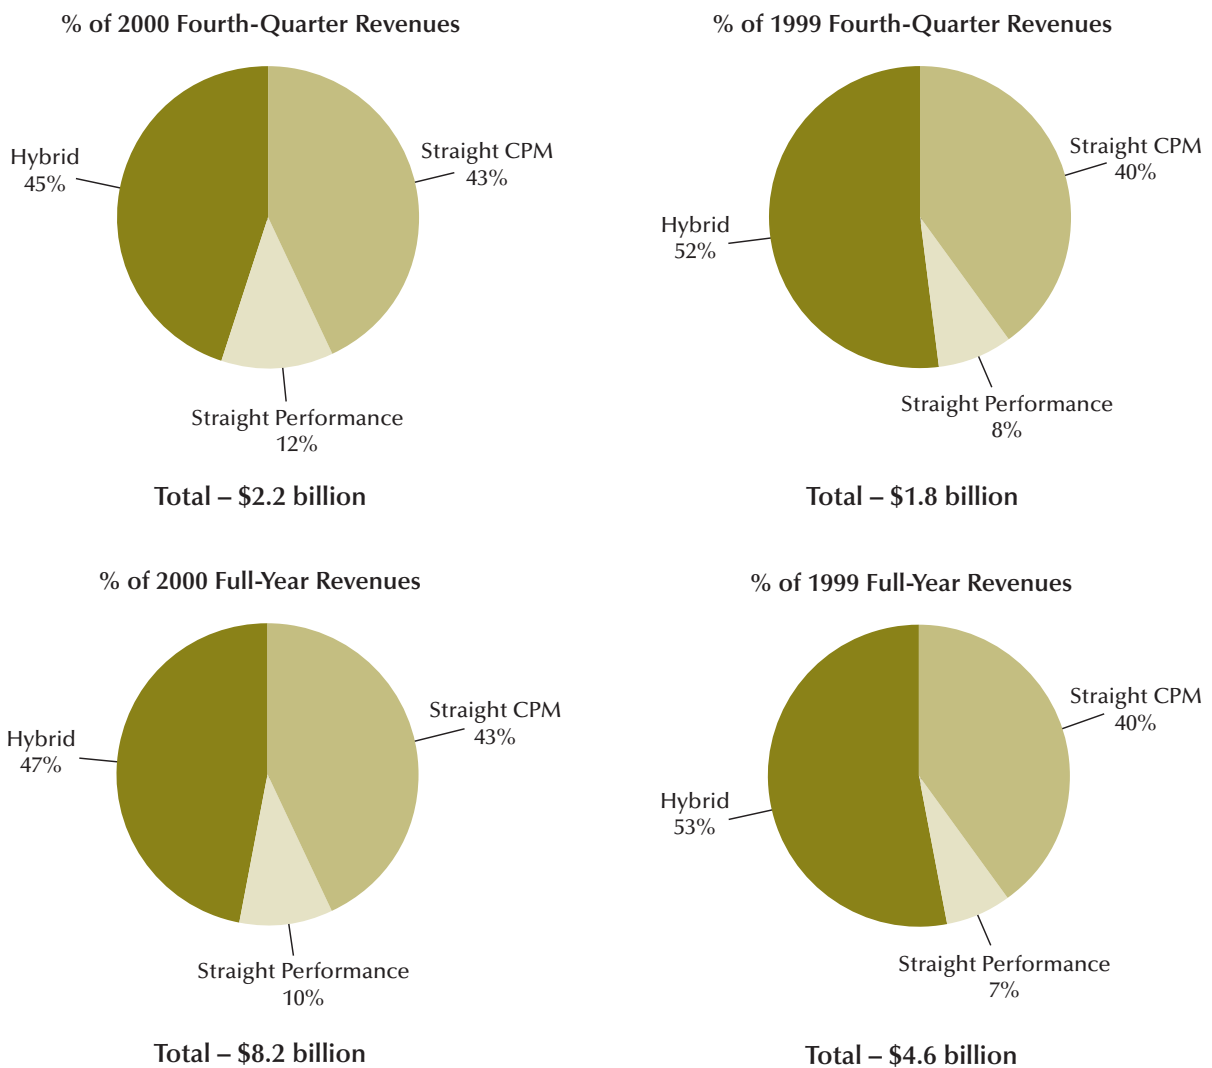 % of 2000 Fourth-Quarter Revenues
Hybrid
45%
Straight CPM
43%
Straight Performance
12%
Total – $2.2 billion
% of 1999 Fourth-Quarter Revenues
Straight CPM
40%
Hybrid
52%
Straight Performance
8%
Total – $1.8 billion
% of 2000 Full-Year Revenues
Straight CPM
43%
Hybrid
47%
Straight Performance
10%
Total – $8.2 billion
% of 1999 Full-Year Revenues
Straight CPM
40%
Hybrid
53%
Straight Performance
7%
Total – $4.6 billion